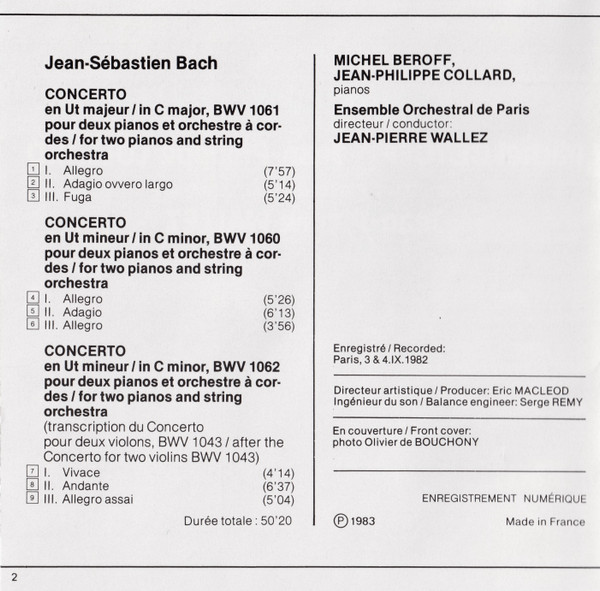 Jean-Sébastien Bach
CONCERTO
en Ut majeur / in C major, BWV 1061
pour deux pianos et orchestre à cor-
des / for two pianos and string
orchestra
1 I. Allegro (7'57)
2 II. Adagio ovvero largo (5'14)
3 III. Fuga (5'24)
CONCERTO
en Ut mineur / in C minor, BWV 1060
pour deux pianos et orchestre à cor-
des / for two pianos and string
orchestra
4 I. Allegro (5'26)
5 II. Adagio (6'13)
6 III. Allegro (3'56)
CONCERTO
en Ut mineur / in C minor, BWV 1062
pour deux pianos et orchestre à cor-
des / for two pianos and string
orchestra
(transcription du Concerto
pour deux violons, BWV 1043 / after the
Concerto for two violins BWV 1043)
7 I. Vivace (4'14)
8 II. Andante (6'37)
9 III. Allegro assai (5'04)
Durée totale : 50'20
MICHEL BEROFF,
JEAN-PHILIPPE COLLARD,
pianos
Ensemble Orchestral de Paris
directeur / conductor:
JEAN-PIERRE WALLEZ
Enregistré / Recorded:
Paris, 3 & 4.IX.1982
Directeur artistique / Producer: Eric MACLEOD
Ingénieur du son / Balance engineer: Serge REMY
En couverture / Front cover:
photo Olivier de BOUCHONY
ENREGISTREMENT NUMÉRIQUE
Ⓟ 1983 Made in France
2